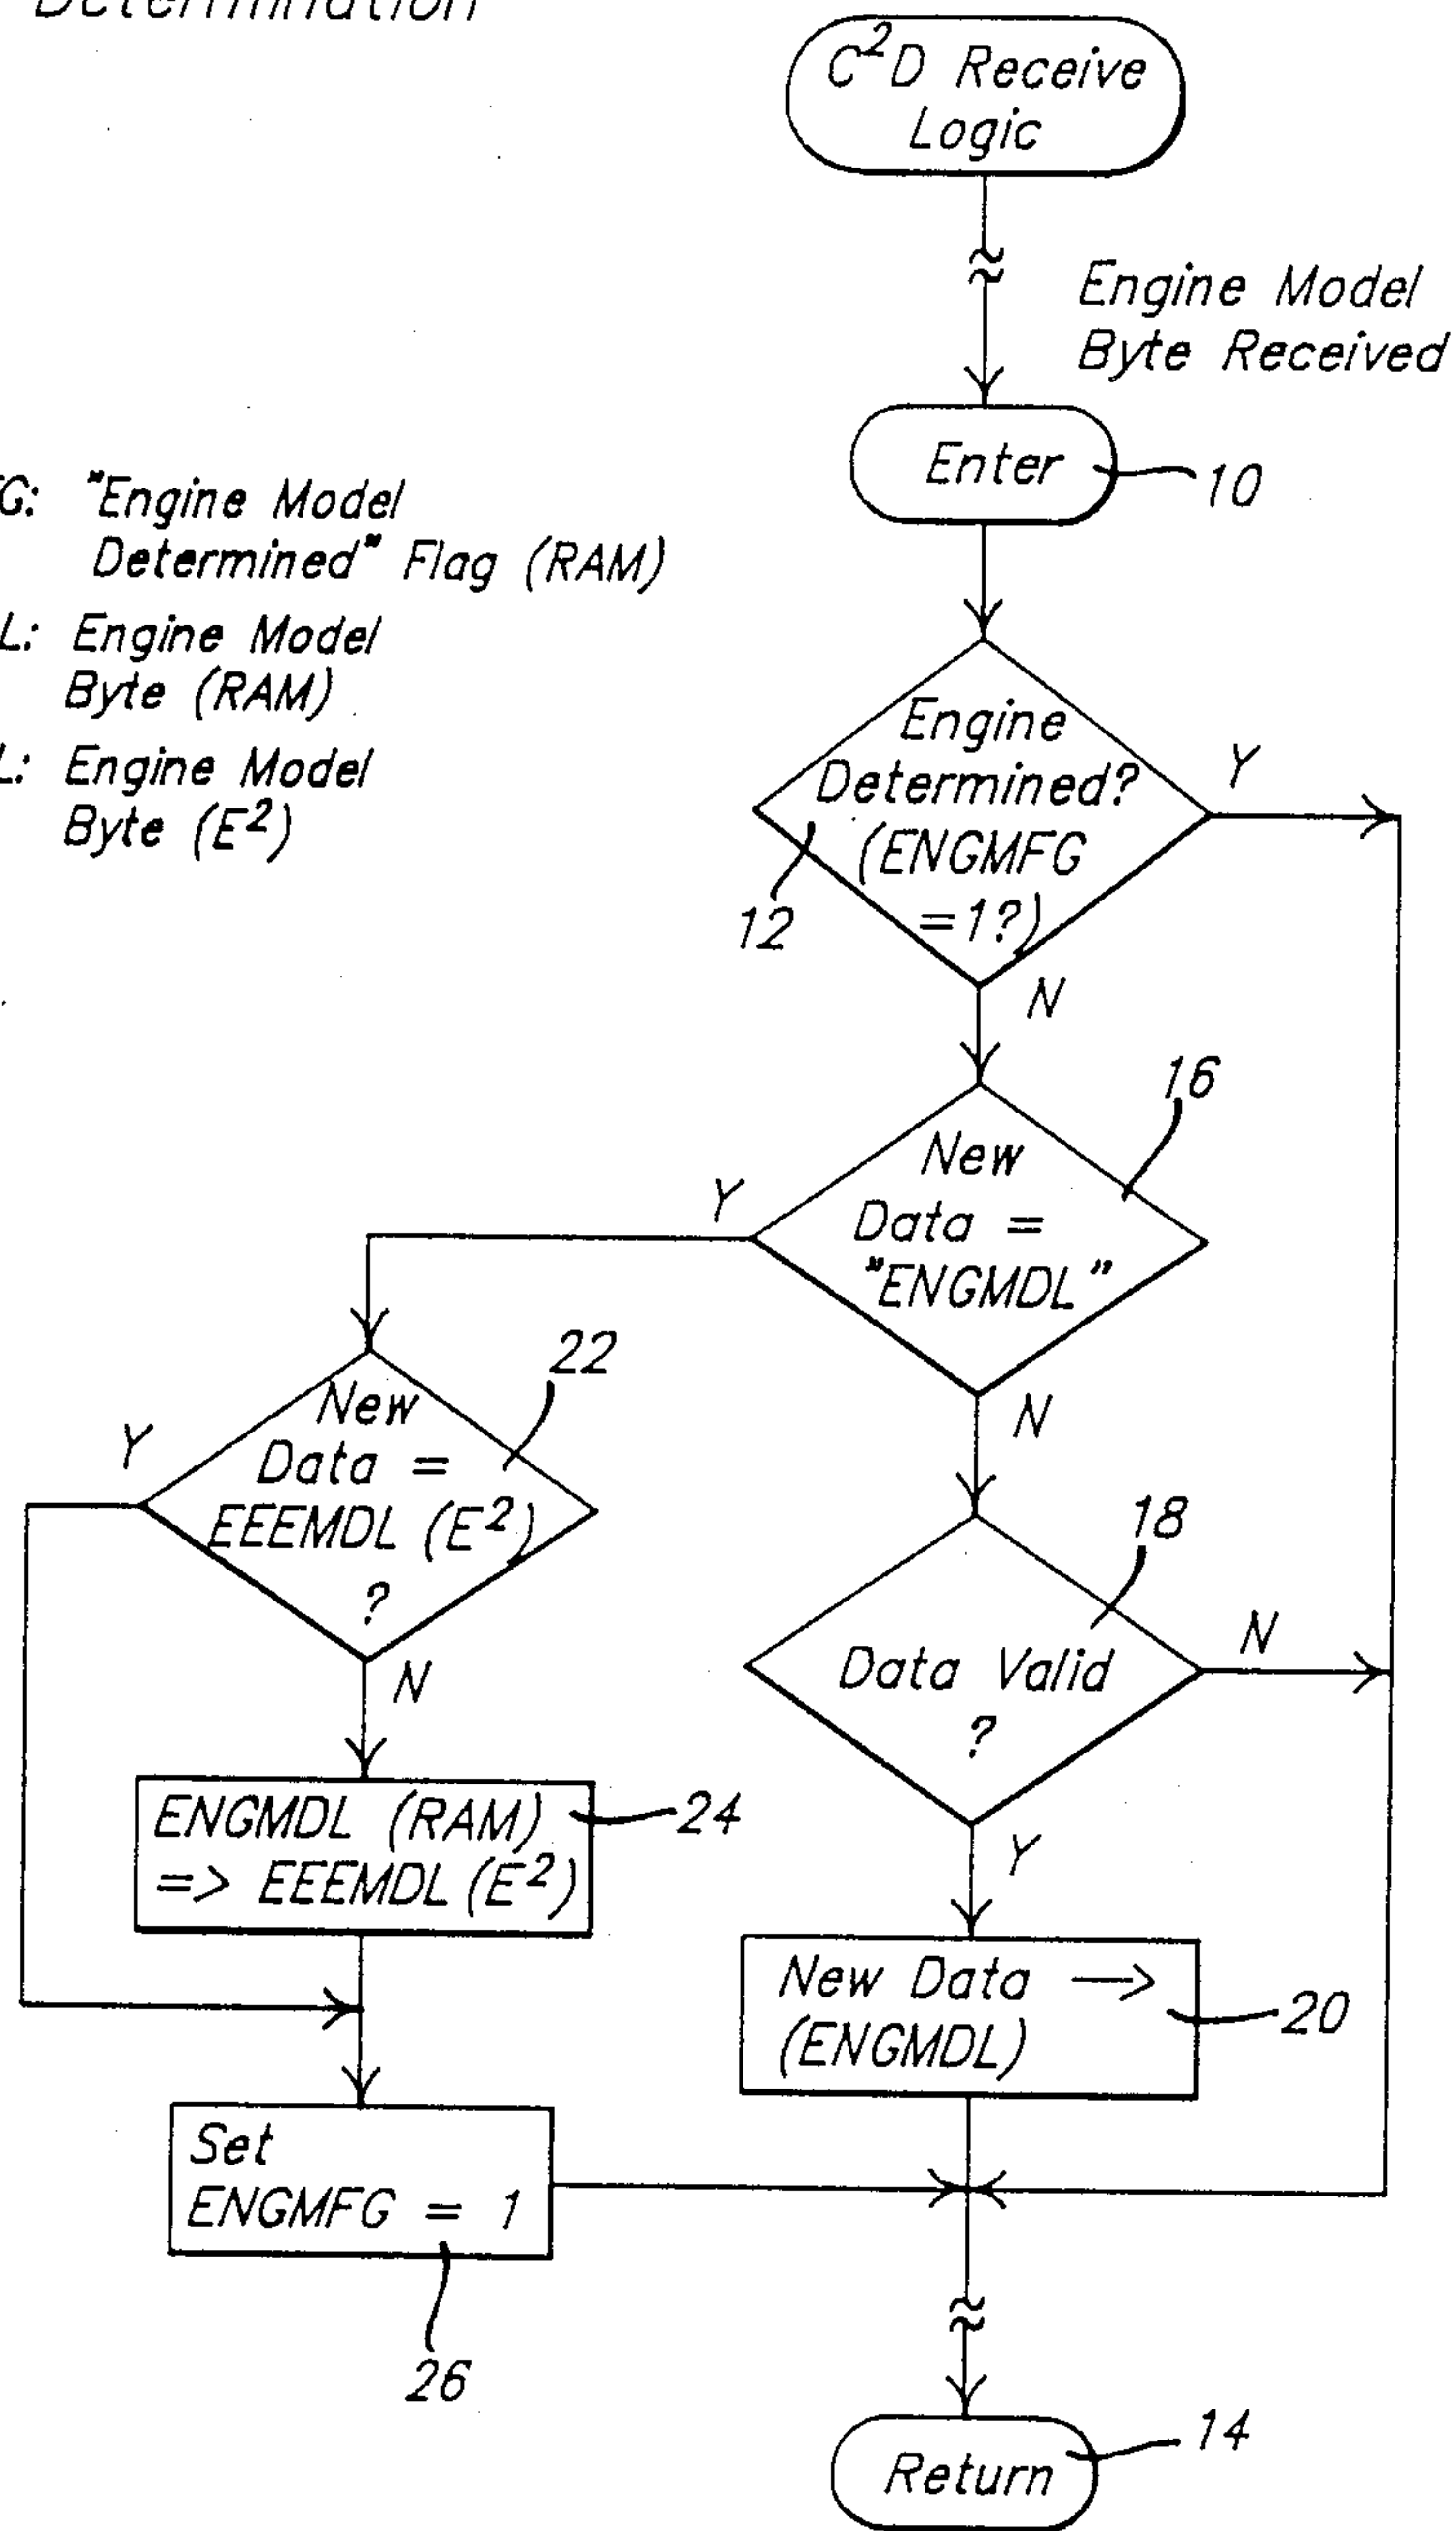 Determination
C²D Receive
Logic
Engine Model
Byte Received
Enter
10
G: "Engine Model
Determined" Flag (RAM)
L: Engine Model
Byte (RAM)
L: Engine Model
Byte (E²)
Engine
Determined?
(ENGMFG
=1?)
12
Y
N
16
New
Data =
"ENGMDL"
Y
N
22
New
Data =
EEEMDL (E²)
?
Y
N
18
Data Valid
?
N
Y
ENGMDL (RAM)
=> EEEMDL (E²)
24
New Data —>
(ENGMDL)
20
Set
ENGMFG = 1
26
14
Return